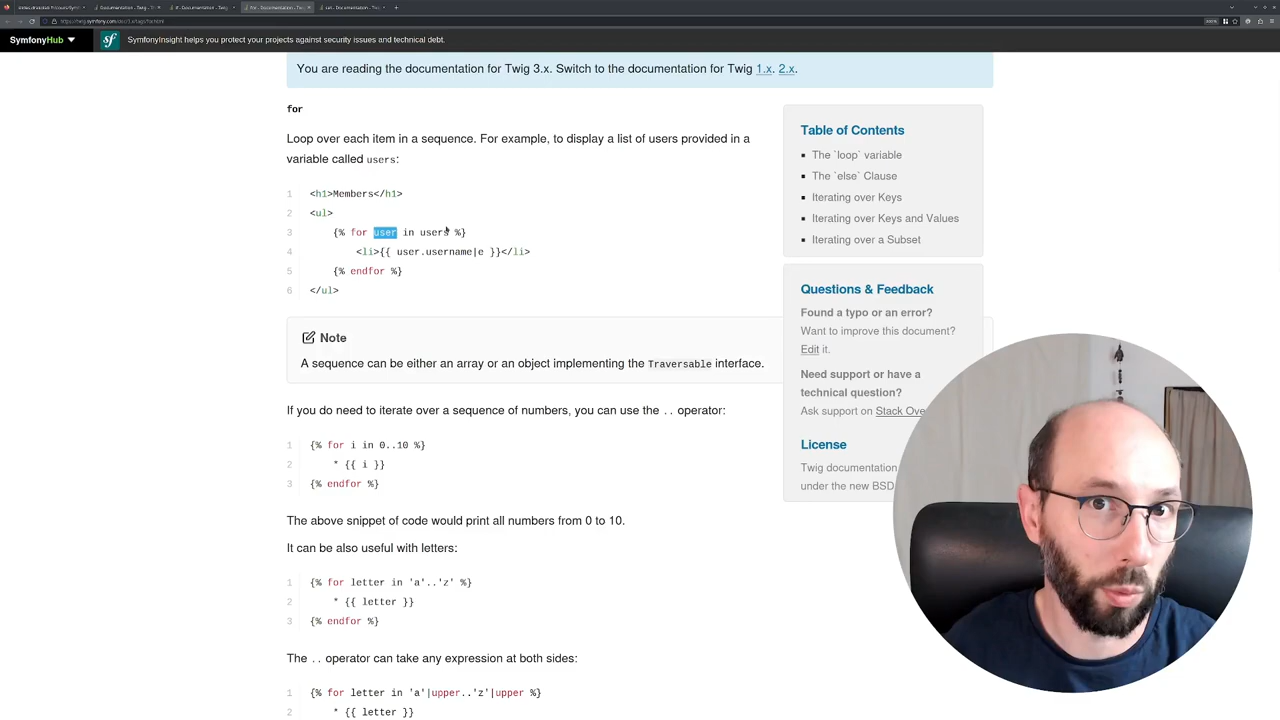 Documentation - Twig
For - Documentation - Twig
set - Documentation - Twig
SymfonyHub
SymfonyInsight helps you protect your projects against security issues and technical debt.
You are reading the documentation for Twig 3.x. Switch to the documentation for Twig 1.x, 2.x.
for
Loop over each item in a sequence. For example, to display a list of users provided in a
variable called users:
1 <h1>Members</h1>
2 <ul>
3 {% for user in users %}
4 <li>{{ user.username|e }}</li>
5 {% endfor %}
6 </ul>
Note
A sequence can be either an array or an object implementing the Traversable interface.
If you do need to iterate over a sequence of numbers, you can use the .. operator:
1 {% for i in 0..10 %}
2 * {{ i }}
3 {% endfor %}
The above snippet of code would print all numbers from 0 to 10.
It can be also useful with letters:
1 {% for letter in 'a'..'z' %}
2 * {{ letter }}
3 {% endfor %}
The .. operator can take any expression at both sides:
1 {% for letter in 'a'|upper..'z'|upper %}
2 * {{ letter }}
Table of Contents
The `loop` variable
The `else` Clause
Iterating over Keys
Iterating over Keys and Values
Iterating over a Subset
Questions & Feedback
Found a typo or an error?
Want to improve this document?
Edit it.
Need support or have a
technical question?
Ask support on Stack Ove
License
Twig documentation
under the new BSD